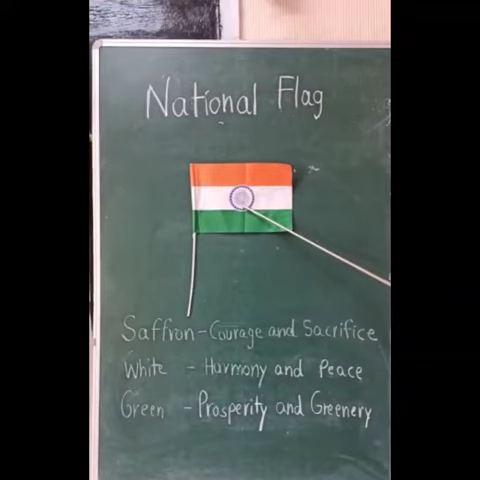 National Flag
Saffron - Courage and Sacrifice
White - Harmony and Peace
Green - Prosperity and Greenery